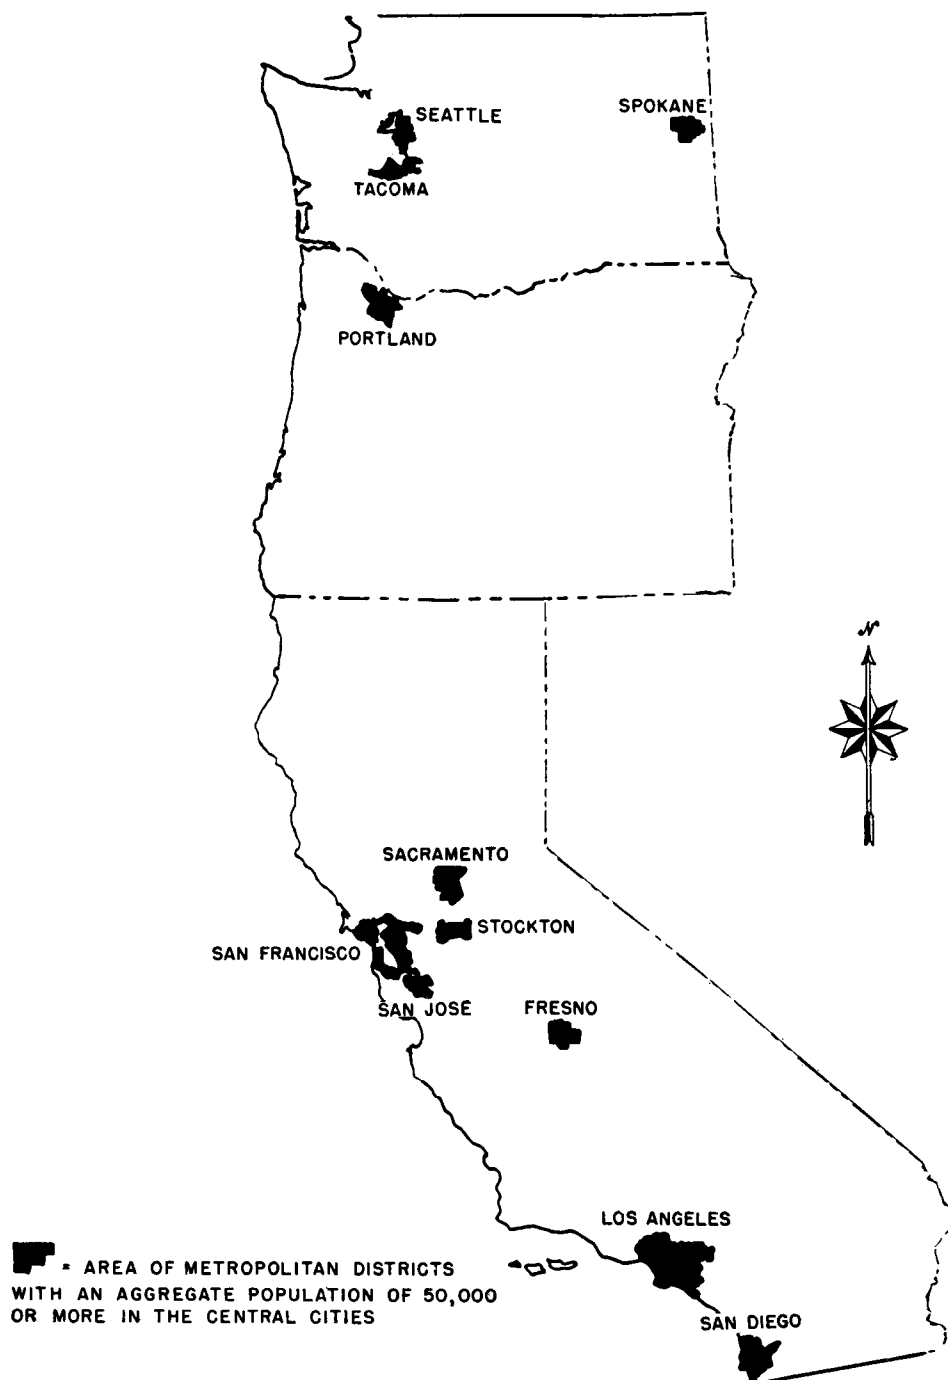 SEATTLE
SPOKANE
TACOMA
PORTLAND
N
SACRAMENTO
STOCKTON
SAN FRANCISCO
SAN JOSÉ
FRESNO
LOS ANGELES
= AREA OF METROPOLITAN DISTRICTS
WITH AN AGGREGATE POPULATION OF 50,000
OR MORE IN THE CENTRAL CITIES
SAN DIEGO